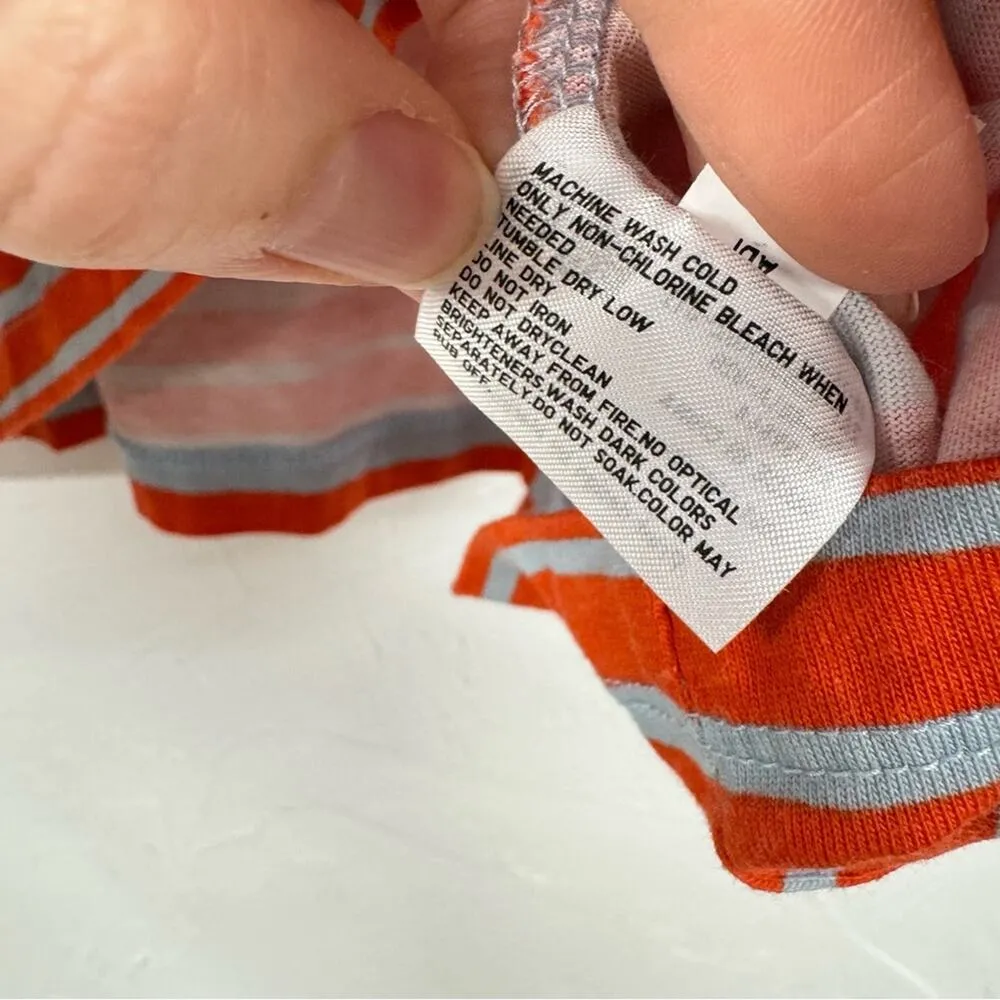 MACHINE WASH COLD
ONLY NON-CHLORINE BLEACH WHEN
NEEDED
TUMBLE DRY LOW
LINE DRY
DO NOT IRON
DO NOT DRYCLEAN
KEEP AWAY FROM FIRE.NO OPTICAL
BRIGHTENERS.WASH DARK COLORS
SEPARATELY.DO NOT SOAK.COLOR MAY
RUB OFF.